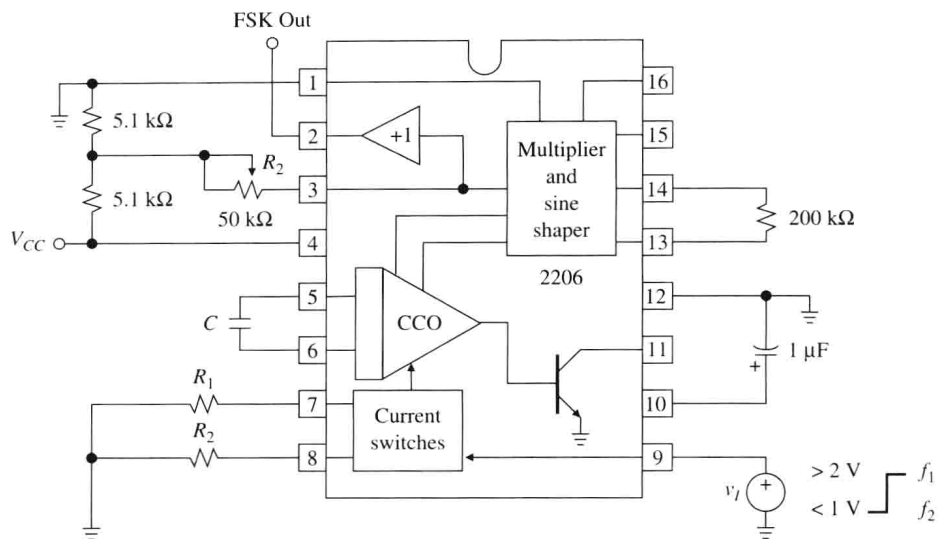 FSK Out
1
16
5.1 kΩ
2
+1
15
Multiplier
and
sine
shaper
R2
3
14
5.1 kΩ
50 kΩ
200 kΩ
VCC
4
13
2206
5
12
C
CCO
6
11
1 µF
+
R1
7
10
Current
switches
R2
8
9
> 2 V f1
vI
+
< 1 V f2